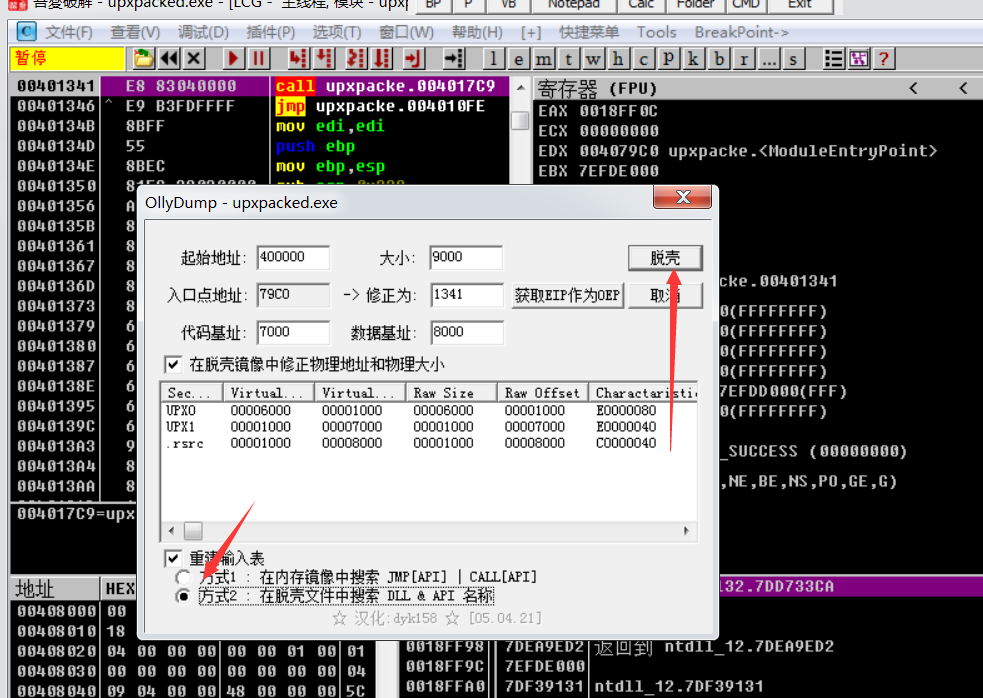 吾愛破解 - upxpacked.exe - [LCG - 主线程, 模块 - upxp
BP P VB Notepad Calc Folder CMD Exit
C 文件(F) 查看(V) 调试(D) 插件(P) 选项(T) 窗口(W) 帮助(H) [+] 快捷菜单 Tools BreakPoint->
暂停 l e m t w h c p k b r ... s ?
00401341 E8 83040000 call upxpacke.004017C9
00401346 ^ E9 B3FDFFFF jmp upxpacke.004010FE
0040134B 8BFF mov edi,edi
0040134D 55 push ebp
0040134E 8BEC mov ebp,esp
00401350
00401356
0040135B 8
00401361 8
00401367 8
0040136D 8
00401373 8
00401379 6
00401380 6
00401387 6
0040138E 6
00401395 6
0040139C 6
004013A3 9
004013A4 8
004013AA 8
004017C9=upx
寄存器 (FPU) < <
EAX 0018FF0C
ECX 00000000
EDX 004079C0 upxpacke.<ModuleEntryPoint>
EBX 7EFDE000
cke.00401341
0(FFFFFFFF)
0(FFFFFFFF)
0(FFFFFFFF)
0(FFFFFFFF)
7EFDD000(FFF)
0(FFFFFFFF)
_SUCCESS (00000000)
,NE,BE,NS,PO,GE,G)
OllyDump - upxpacked.exe
起始地址: 400000 大小: 9000 脱壳
入口点地址: 79C0 -> 修正为: 1341 获取EIP作为OEP
代码基址: 7000 数据基址: 8000
在脱壳镜像中修正物理地址和物理大小
Sec... Virtual... Virtual... Raw Size Raw Offset
UPX0 00006000 00001000 00006000 00001000 E0000080
UPX1 00001000 00007000 00001000 00007000 E0000040
.rsrc 00001000 00008000 00001000 00008000 C0000040
重建输入表
方式1 : 在内存镜像中搜索 JMP[API] | CALL[API]
方式2 : 在脱壳文件中搜索 DLL & API 名称
☆ 汉化:dyk158 ☆ [05.04.21]
地址 HEX
00408000 00
00408010 18
00408020 04 00 00 00 00 00 01 00 01
00408030 00 00 00 00 00 00 00 00 04
00408040 09 04 00 00 48 00 00 00 5C
l32.7DD733CA
0018FF98 7DEA9ED2 返回到 ntdll_12.7DEA9ED2
0018FF9C 7EFDE000
0018FFA0 7DF39131 ntdll_12.7DF39131